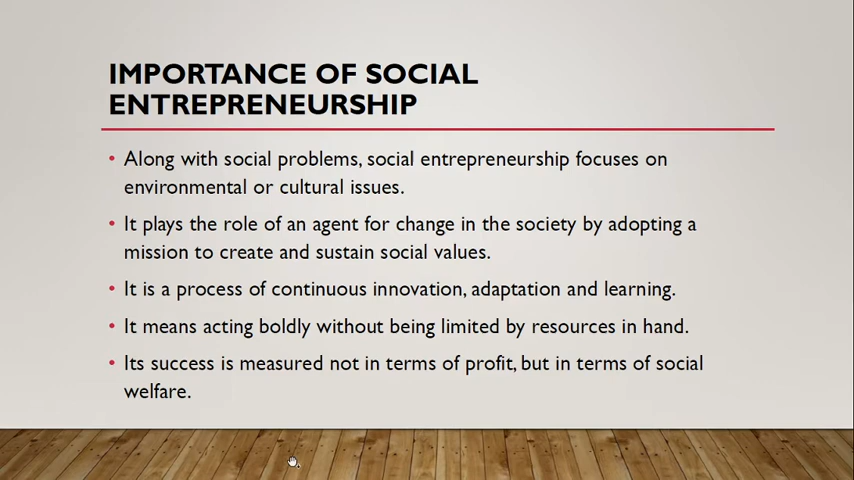 IMPORTANCE OF SOCIAL
ENTREPRENEURSHIP
• Along with social problems, social entrepreneurship focuses on
environmental or cultural issues.
• It plays the role of an agent for change in the society by adopting a
mission to create and sustain social values.
• It is a process of continuous innovation, adaptation and learning.
• It means acting boldly without being limited by resources in hand.
• Its success is measured not in terms of profit, but in terms of social
welfare.